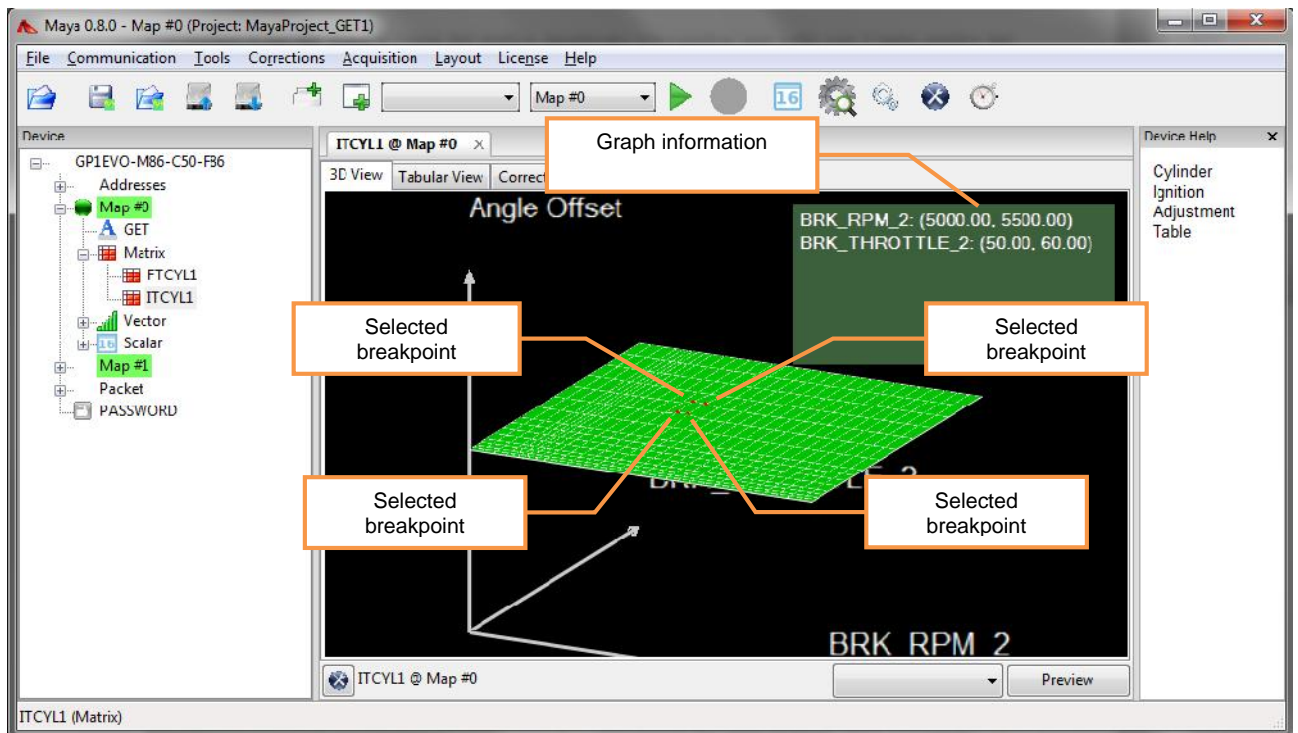 Maya 0.8.0 - Map #0 (Project: MayaProject_GET1)
File Communication Tools Corrections Acquisition Layout License Help
Map #0
16
Device
GP1EVO-M86-C50-FB6
Addresses
Map #0
A GET
Matrix
FTCYL1
ITCYL1
Vector
16 Scalar
Map #1
Packet
PASSWORD
ITCYL1 @ Map #0
3D View Tabular View Correct
Graph information
Angle Offset
BRK_RPM_2: (5000.00, 5500.00)
BRK_THROTTLE_2: (50.00, 60.00)
Selected
breakpoint
Selected
breakpoint
Selected
breakpoint
Selected
breakpoint
BRK_RPM_2
ITCYL1 @ Map #0
Preview
Device Help
Cylinder
Ignition
Adjustment
Table
ITCYL1 (Matrix)